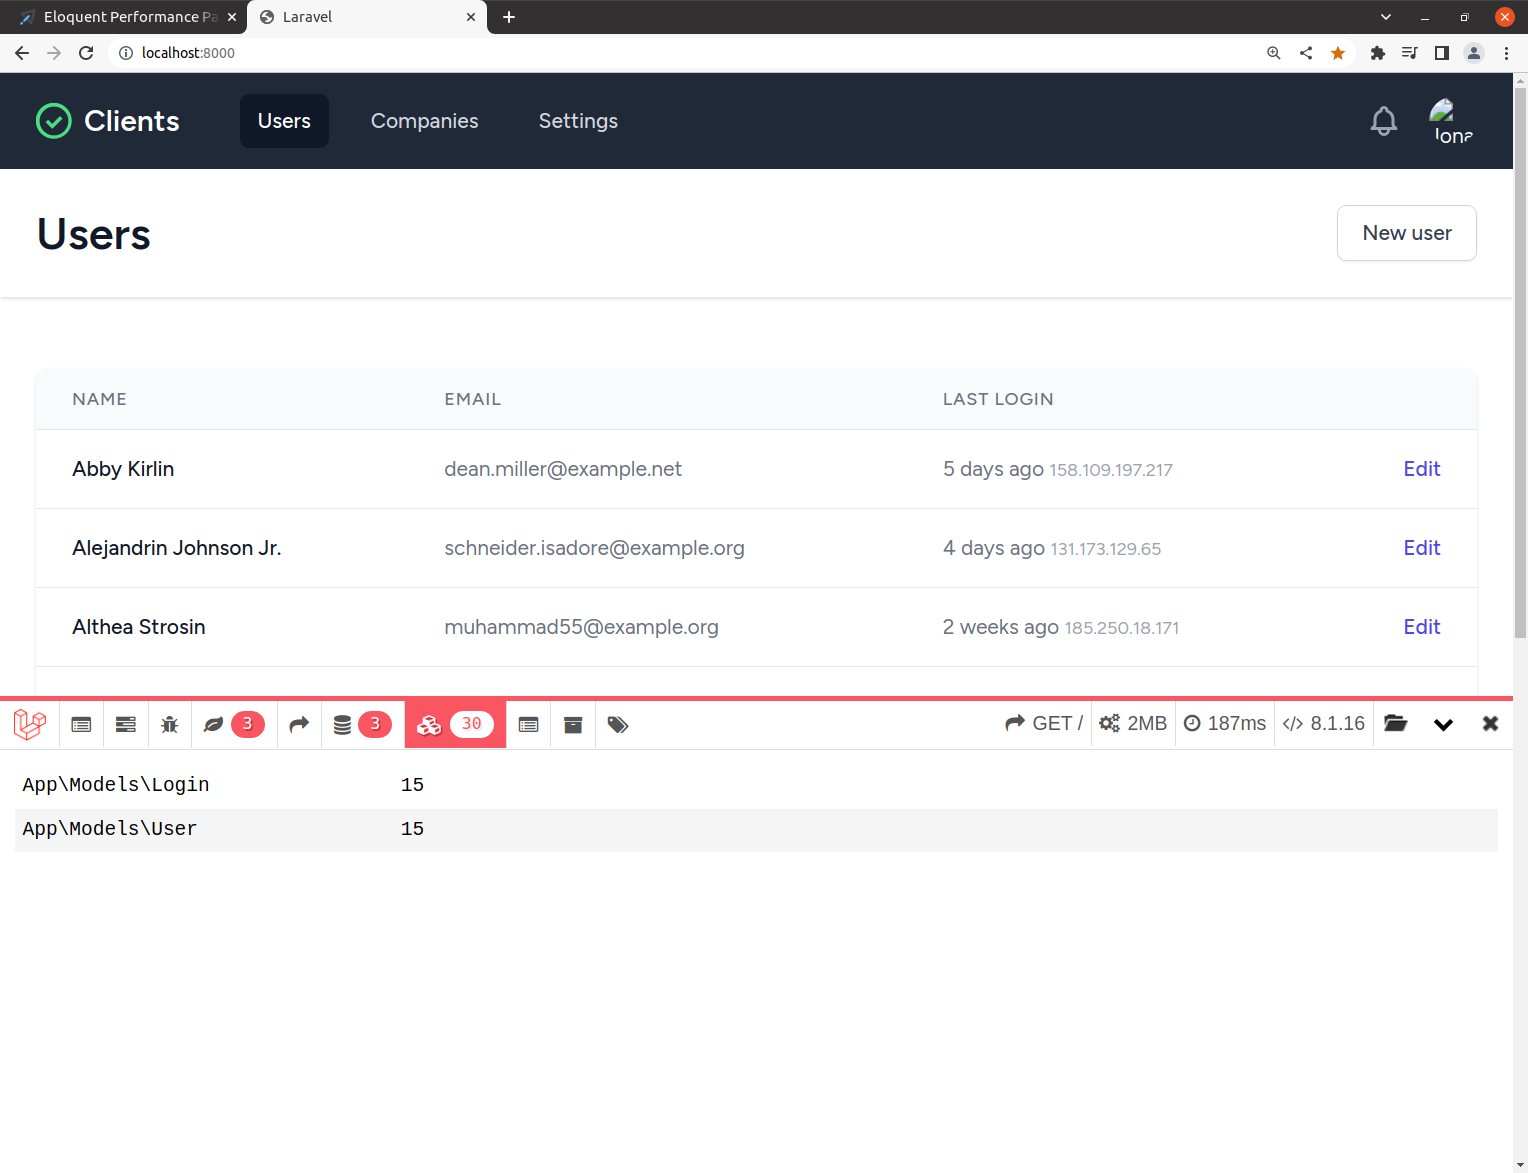 Eloquent Performance Pa
Laravel
localhost:8000
Clients Users Companies Settings
Iona
Users
New user
NAME EMAIL LAST LOGIN
Abby Kirlin dean.miller@example.net 5 days ago 158.109.197.217 Edit
Alejandrin Johnson Jr. schneider.isadore@example.org 4 days ago 131.173.129.65 Edit
Althea Strosin muhammad55@example.org 2 weeks ago 185.250.18.171 Edit
3 3 30 GET / 2MB 187ms </> 8.1.16
App\Models\Login 15
App\Models\User 15